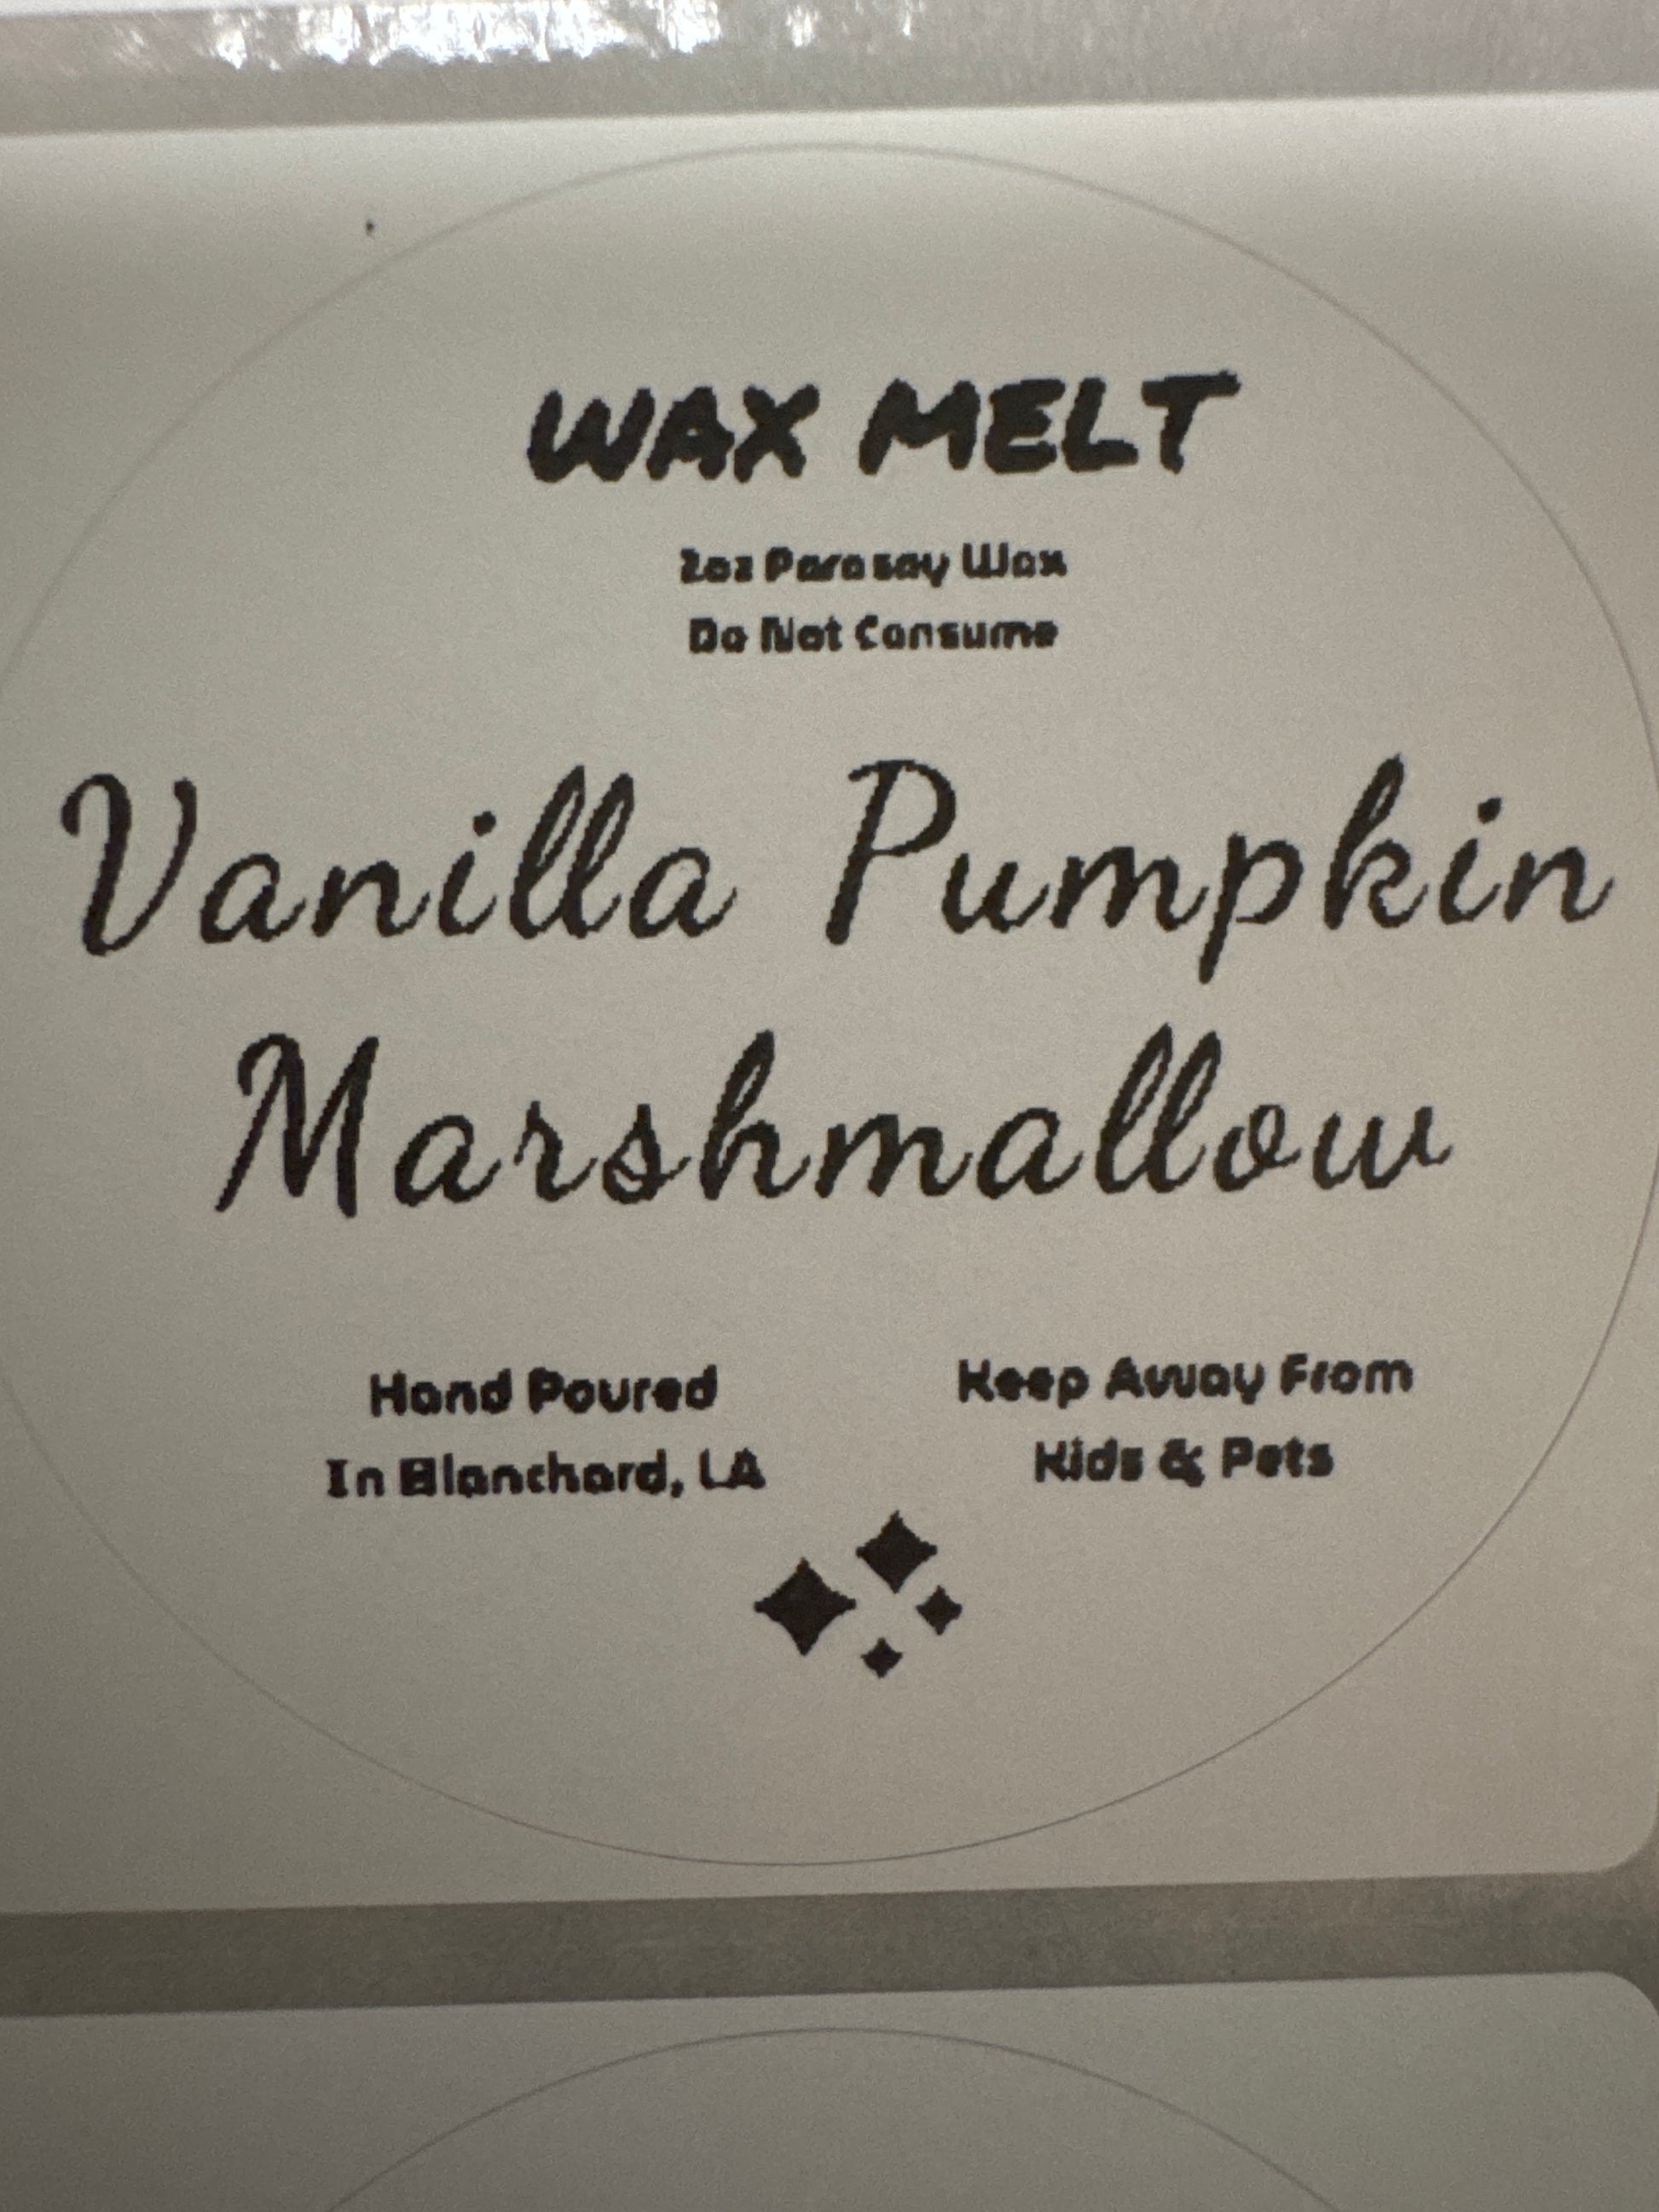 WAX MELT
2oz Parasoy Wax
Do Not Consume
Vanilla Pumpkin
Marshmallow
Hand Poured
In Blanchard, LA
Keep Away From
Kids & Pets